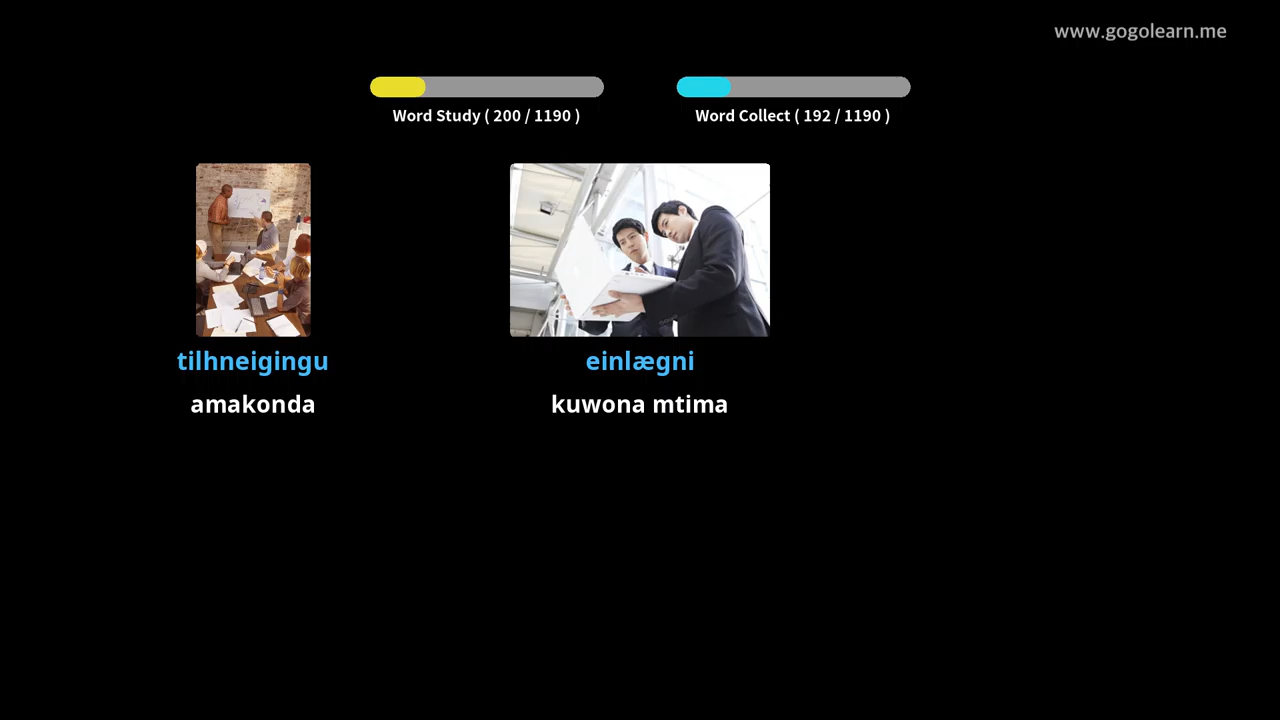 www.gogolearn.me
Word Study ( 200 / 1190 )
Word Collect ( 192 / 1190 )
tilhneigingu
einlægni
amakonda
kuwona mtima